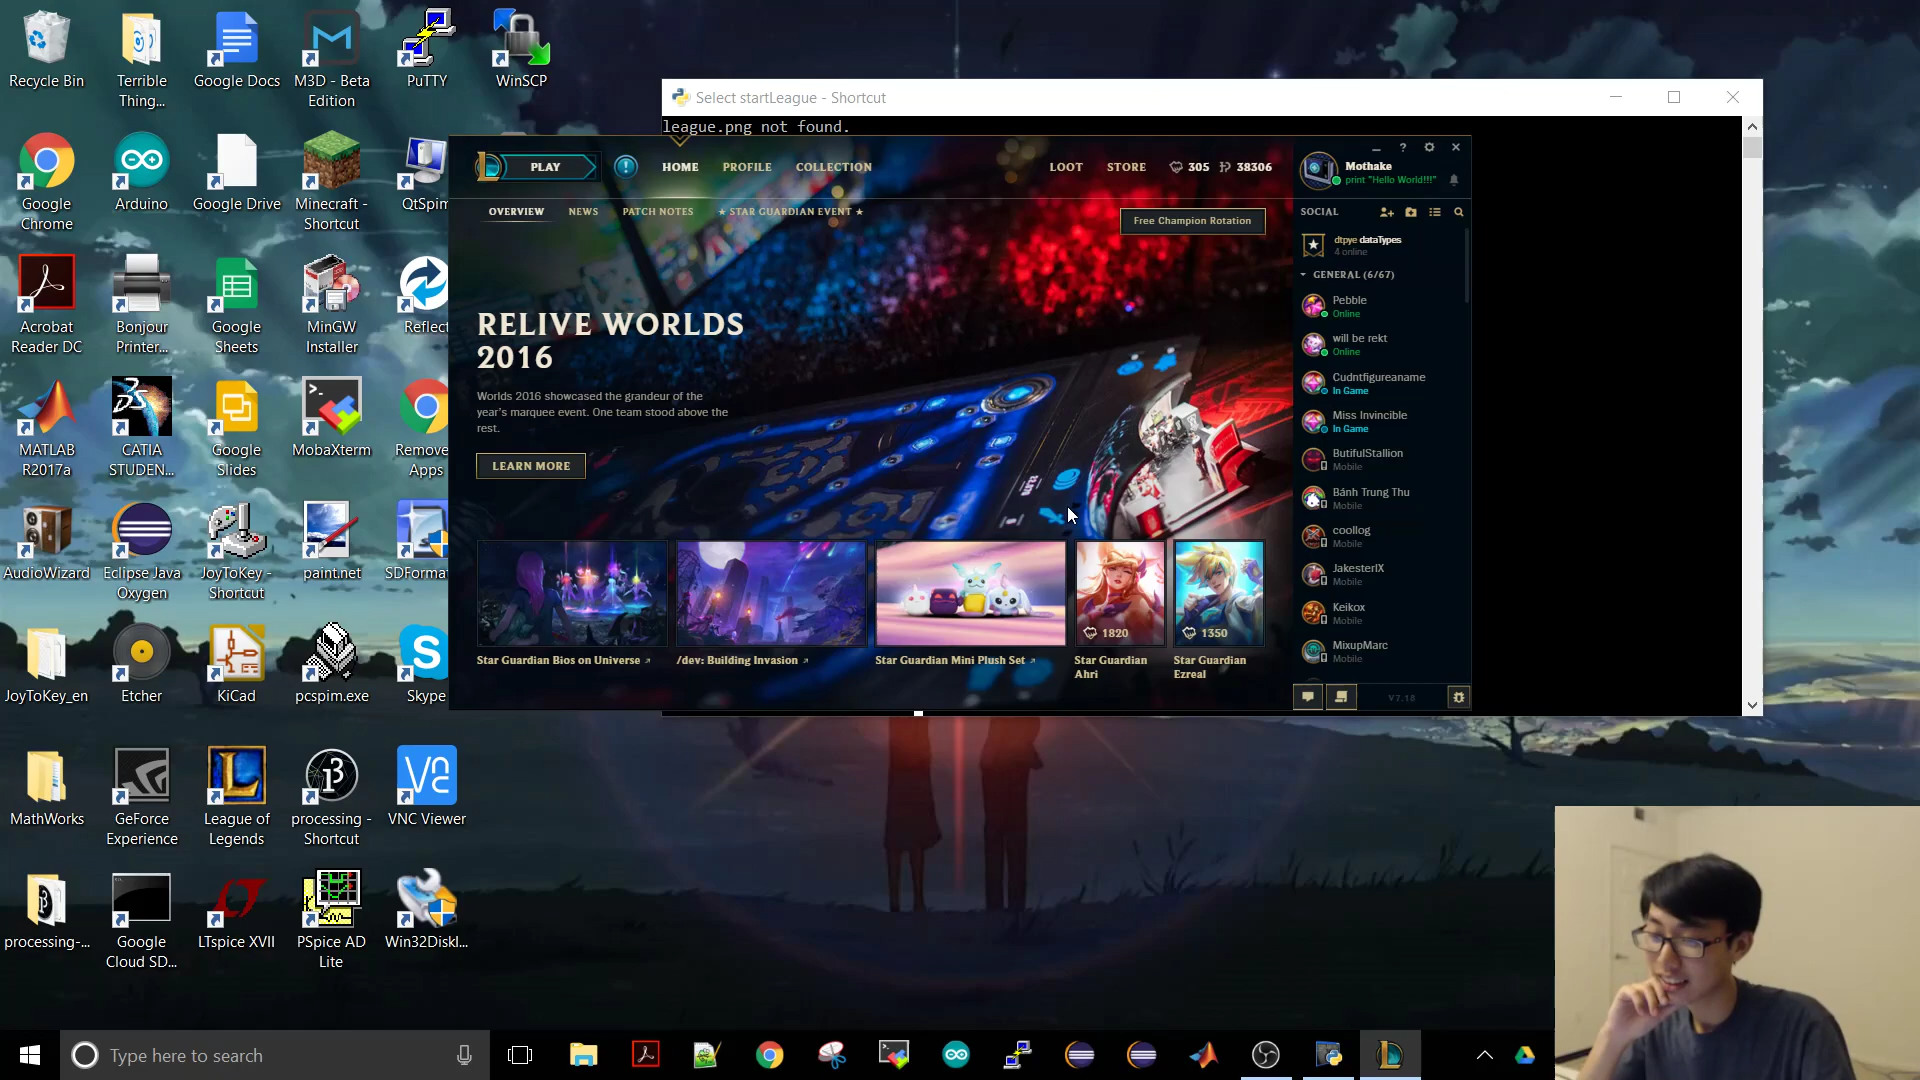 Recycle Bin
Terrible
Thing...
Google Docs
M3D - Beta
Edition
PuTTY
WinSCP
Google
Chrome
Arduino
Google Drive
Minecraft -
Shortcut
QtSpim
Acrobat
Reader DC
Bonjour
Printer...
Google
Sheets
MinGW
Installer
Reflect
MATLAB
R2017a
CATIA
STUDEN...
Google
Slides
MobaXterm
Remove
Apps
AudioWizard
Eclipse Java
Oxygen
JoyToKey -
Shortcut
paint.net
SDFormat
JoyToKey_en
Etcher
KiCad
pcspim.exe
Skype
MathWorks
GeForce
Experience
League of
Legends
processing -
Shortcut
VNC Viewer
processing-...
Google
Cloud SD...
LTspice XVII
PSpice AD
Lite
Win32DiskI...
Select startLeague - Shortcut
league.png not found.
PLAY
HOME
PROFILE
COLLECTION
LOOT
STORE
305
38306
OVERVIEW
NEWS
PATCH NOTES
★ STAR GUARDIAN EVENT ★
Free Champion Rotation
RELIVE WORLDS
2016
Worlds 2016 showcased the grandeur of the
year's marquee event. One team stood above the
rest.
LEARN MORE
Star Guardian Bios on Universe
/dev: Building Invasion
Star Guardian Mini Plush Set
1820
Star Guardian
Ahri
1350
Star Guardian
Ezreal
Mothake
print "Hello World!!!"
SOCIAL
dtpye dataTypes
4 online
GENERAL (6/67)
Pebble
Online
will be rekt
Online
Cudntfigureaname
In Game
Miss Invincible
In Game
ButifulStallion
Mobile
Bánh Trung Thu
Mobile
coollog
Mobile
JakesterIX
Mobile
Keikox
Mobile
MixupMarc
Mobile
V7.18
Type here to search